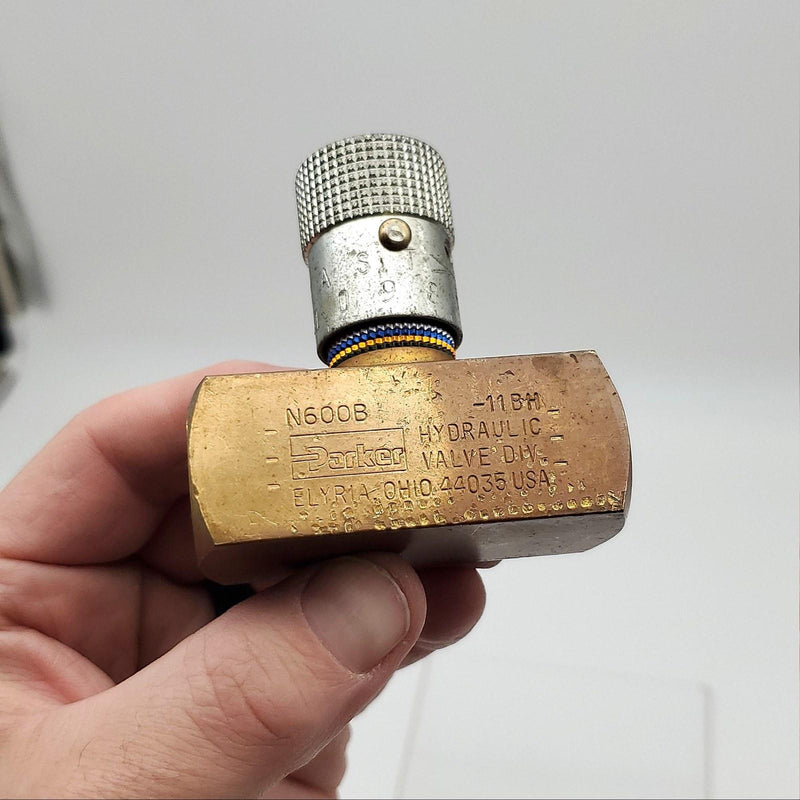 N600B -11BH
Parker
HYDRAULIC
VALVE DIV.
ELYRIA, OHIO 44035 USA